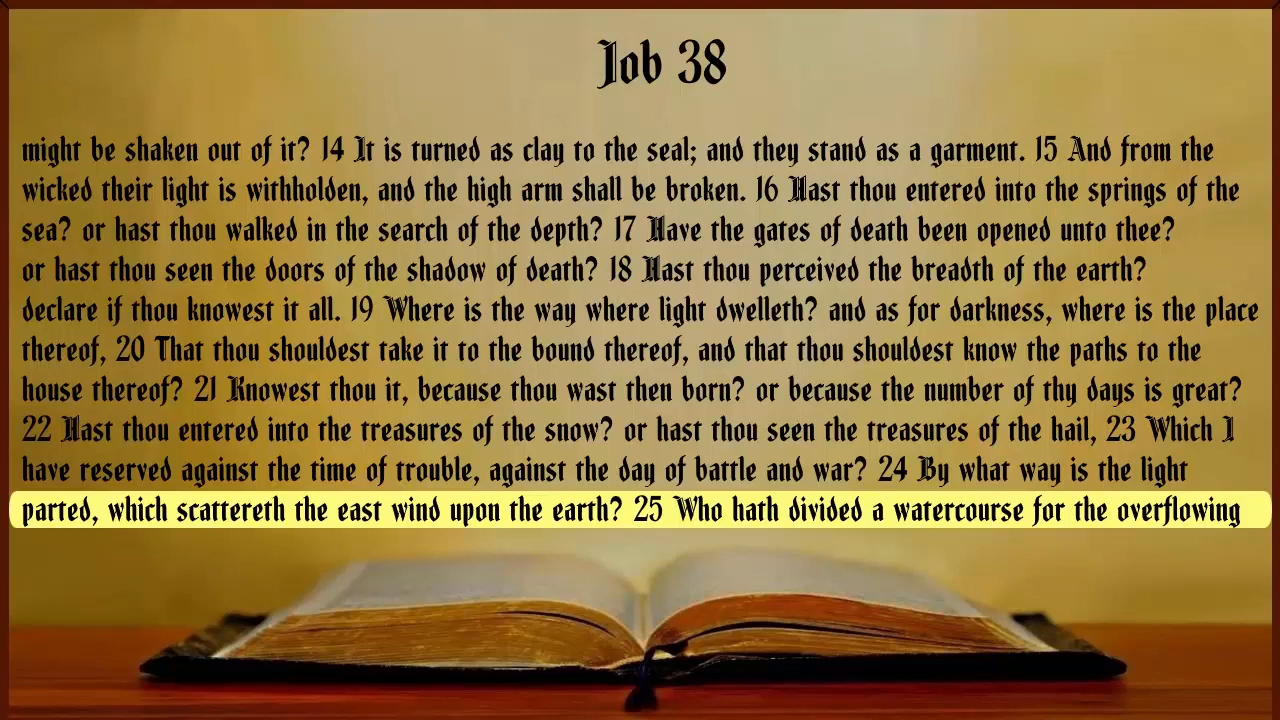 Job 38
might be shaken out of it? 14 It is turned as clay to the seal; and they stand as a garment. 15 And from the
wicked their light is withholden, and the high arm shall be broken. 16 Hast thou entered into the springs of the
sea? or hast thou walked in the search of the depth? 17 Have the gates of death been opened unto thee?
or hast thou seen the doors of the shadow of death? 18 Hast thou perceived the breadth of the earth?
declare if thou knowest it all. 19 Where is the way where light dwelleth? and as for darkness, where is the place
thereof, 20 That thou shouldest take it to the bound thereof, and that thou shouldest know the paths to the
house thereof? 21 Knowest thou it, because thou wast then born? or because the number of thy days is great?
22 Hast thou entered into the treasures of the snow? or hast thou seen the treasures of the hail, 23 Which I
have reserved against the time of trouble, against the day of battle and war? 24 By what way is the light
parted, which scattereth the east wind upon the earth? 25 Who hath divided a watercourse for the overflowing